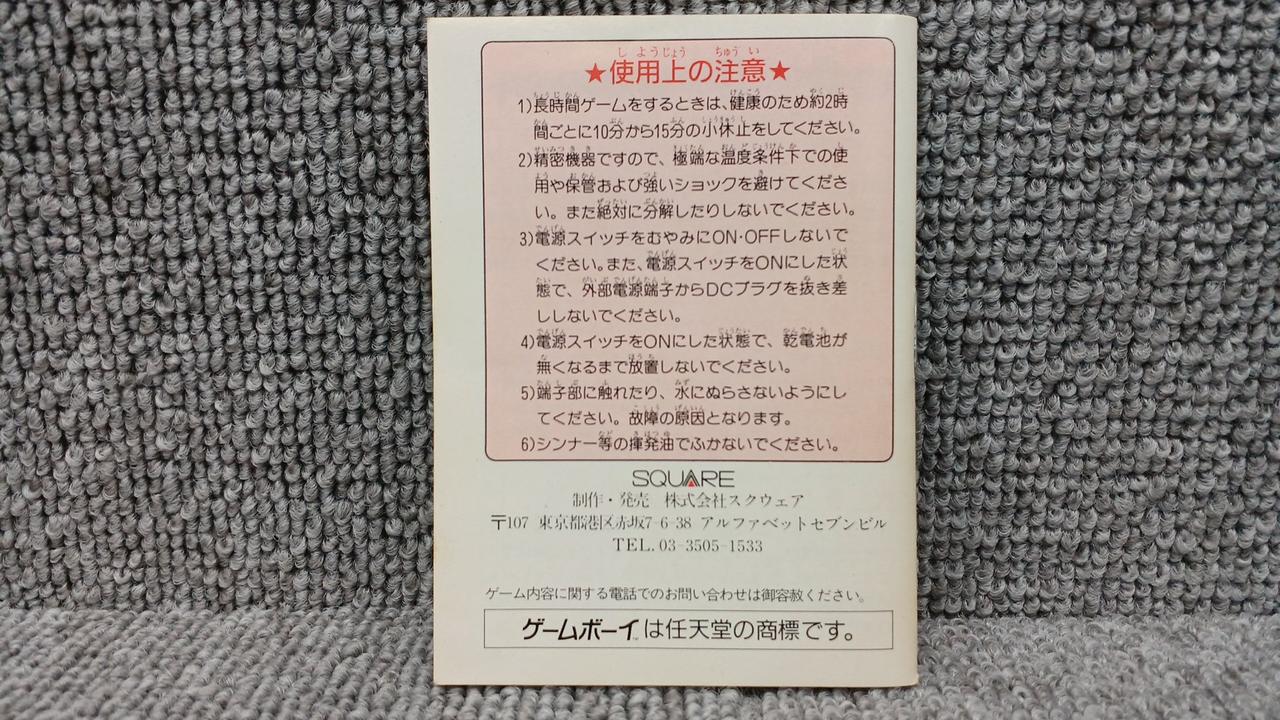 ★使用上の注意★
1)長時間ゲームをするときは、健康のため約2時
間ごとに10分から15分の小休止をしてください。
2)精密機器ですので、極端な温度条件下での使
用や保管および強いショックを避けてくださ
い。また絶対に分解したりしないでください。
3)電源スイッチをむやみにON・OFFしないで
ください。また、電源スイッチをONにした状
態で、外部電源端子からDCプラグを抜き差
ししないでください。
4)電源スイッチをONにした状態で、乾電池が
無くなるまで放置しないでください。
5)端子部に触れたり、水にぬらさないようにし
てください。故障の原因となります。
6)シンナー等の揮発油でふかないでください。
SQUARE
制作・発売 株式会社スクウェア
〒107 東京都港区赤坂7-6-38 アルファベットセブンビル
TEL. 03-3505-1533
ゲーム内容に関する電話でのお問い合わせは御容赦ください。
ゲームボーイ™は任天堂の商標です。